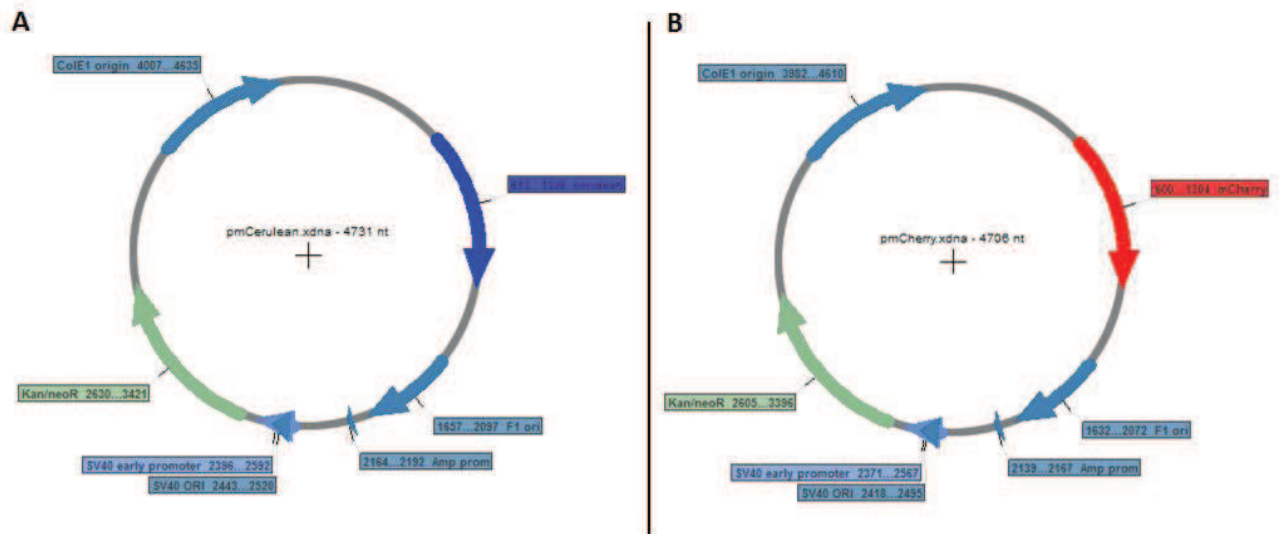 A
ColE1 origin 4007...4635
cerulean
pmCerulean.xdna - 4731 nt
Kan/neoR 2630...3421
1657...2097 F1 ori
SV40 early promoter 2396...2592
2164...2192 Amp prom
SV40 ORI 2443...2520
B
ColE1 origin 3982...4610
600...1304 mCherry
pmCherry.xdna - 4706 nt
Kan/neoR 2605...3396
1632...2072 F1 ori
SV40 early promoter 2371...2567
2139...2167 Amp prom
SV40 ORI 2418...2495